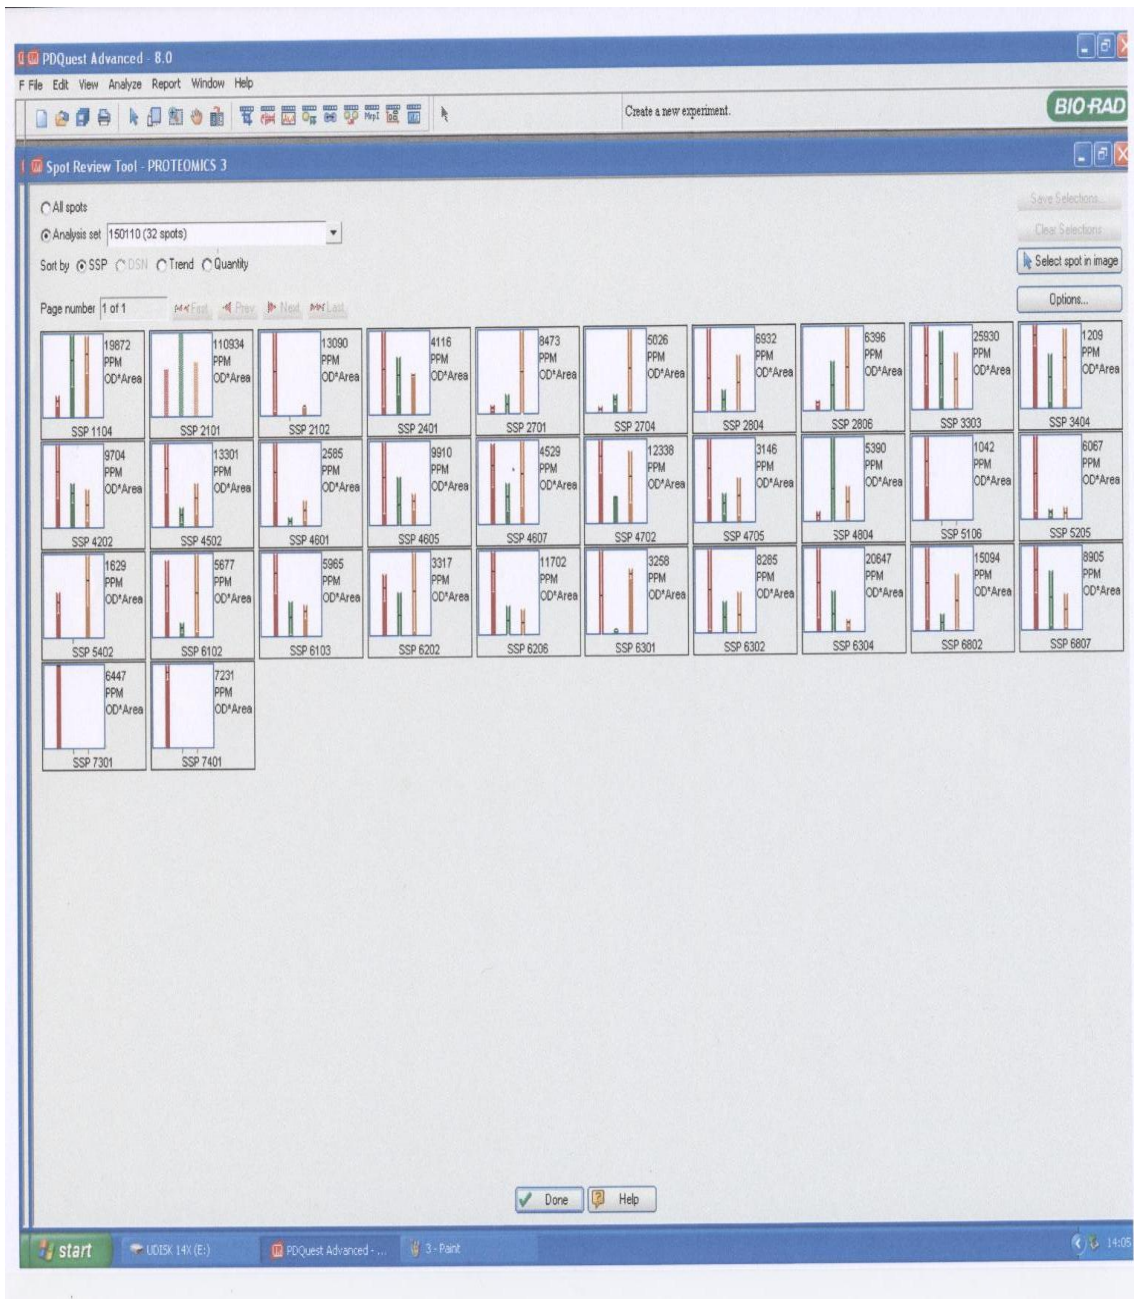 PDQuest Advanced - 8.0
F File Edit View Analyze Report Window Help
Create a new experiment.
BIO-RAD
Spot Review Tool - PROTEOMICS 3
All spots
Save Selections...
Analysis set 150110 (32 spots)
Clear Selections
Sort by SSP DSN Trend Quantity
Select spot in image
Options...
Page number 1 of 1 First Prev Next Last
19872 PPM OD*Area SSP 1104
110934 PPM OD*Area SSP 2101
13090 PPM OD*Area SSP 2102
4116 PPM OD*Area SSP 2401
8473 PPM OD*Area SSP 2701
5026 PPM OD*Area SSP 2704
6932 PPM OD*Area SSP 2804
6396 PPM OD*Area SSP 2806
25930 PPM OD*Area SSP 3303
1209 PPM OD*Area SSP 3404
9704 PPM OD*Area SSP 4202
13301 PPM OD*Area SSP 4502
2585 PPM OD*Area SSP 4601
9910 PPM OD*Area SSP 4605
4529 PPM OD*Area SSP 4607
12338 PPM OD*Area SSP 4702
3146 PPM OD*Area SSP 4705
5390 PPM OD*Area SSP 4804
1042 PPM OD*Area SSP 5106
6067 PPM OD*Area SSP 5205
1629 PPM OD*Area SSP 5402
5677 PPM OD*Area SSP 6102
5965 PPM OD*Area SSP 6103
3317 PPM OD*Area SSP 6202
11702 PPM OD*Area SSP 6206
3258 PPM OD*Area SSP 6301
8285 PPM OD*Area SSP 6302
20647 PPM OD*Area SSP 6304
15094 PPM OD*Area SSP 6802
8905 PPM OD*Area SSP 6807
6447 PPM OD*Area SSP 7301
7231 PPM OD*Area SSP 7401
Done Help
start UDISK 14X (E:) PDQuest Advanced - ... 3 - Paint 14:05